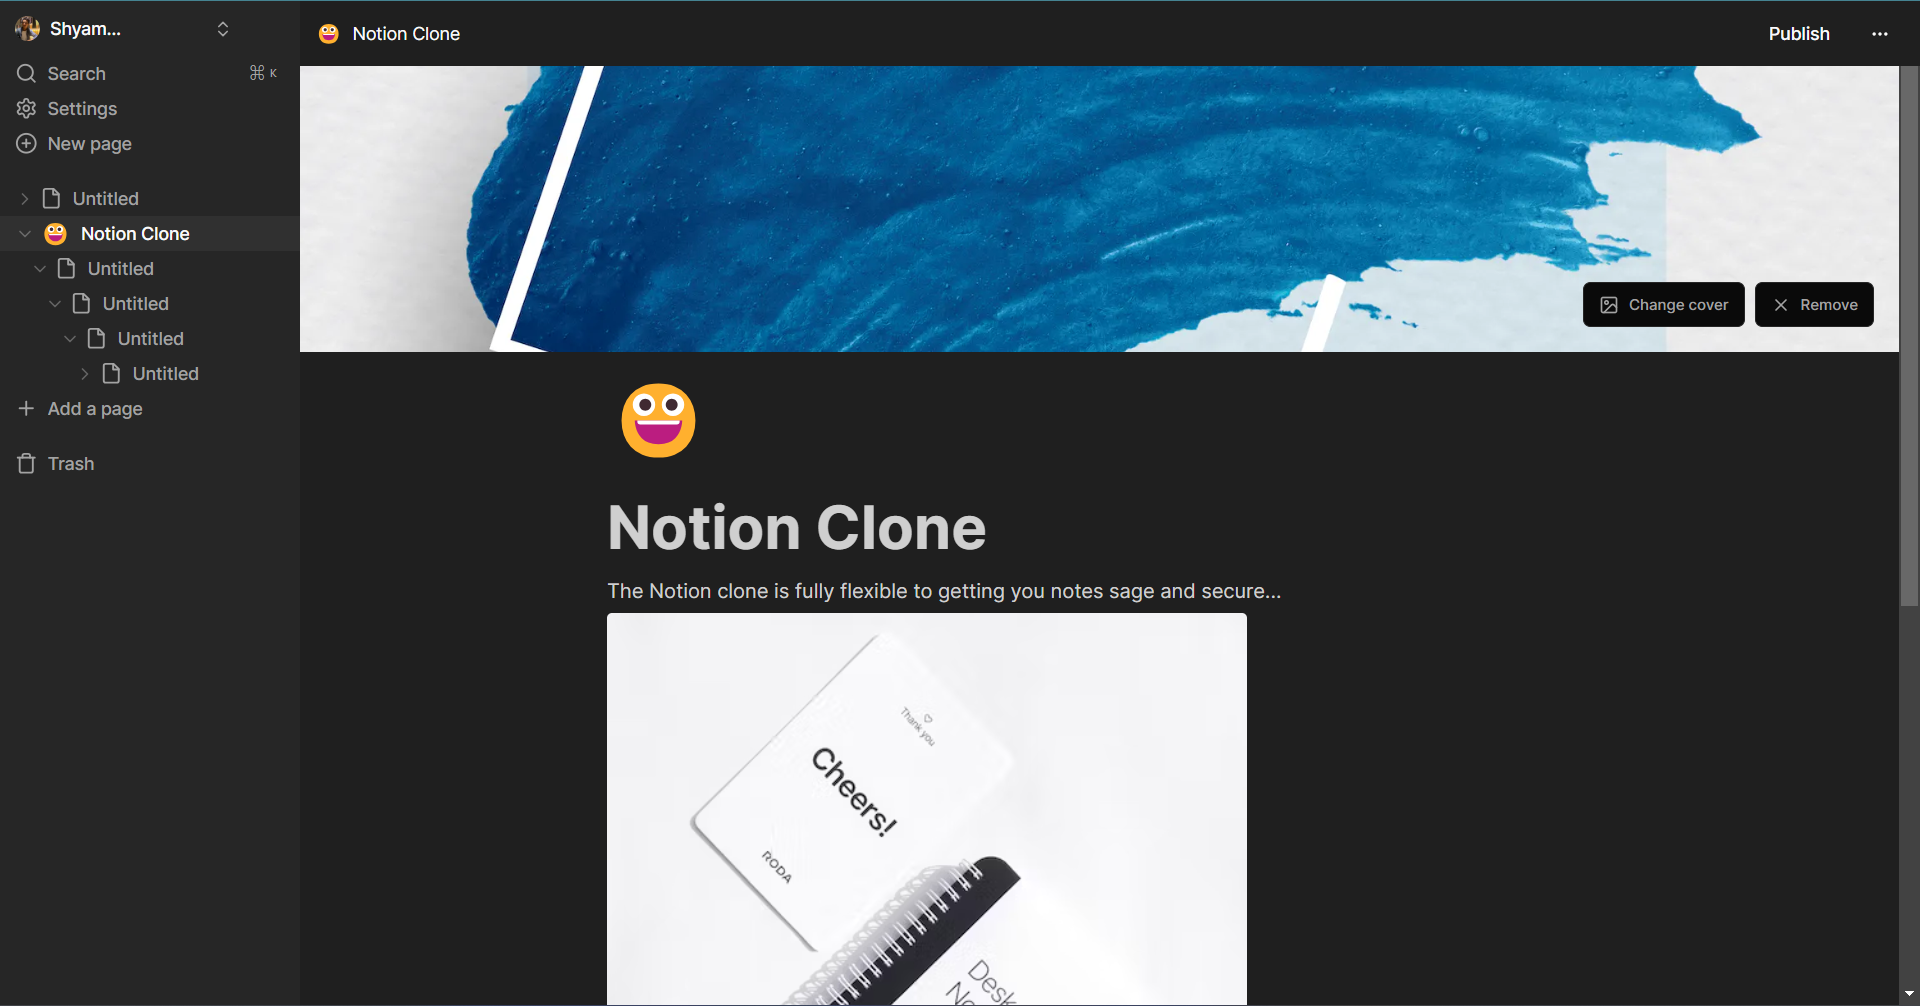 Shyam...
Search ⌘ K
Settings
New page
Untitled
Notion Clone
Untitled
Untitled
Untitled
Untitled
Add a page
Trash
Notion Clone
Publish
Change cover
Remove
Notion Clone
The Notion clone is fully flexible to getting you notes sage and secure...
Thank you
Cheers!
RODA
Desk